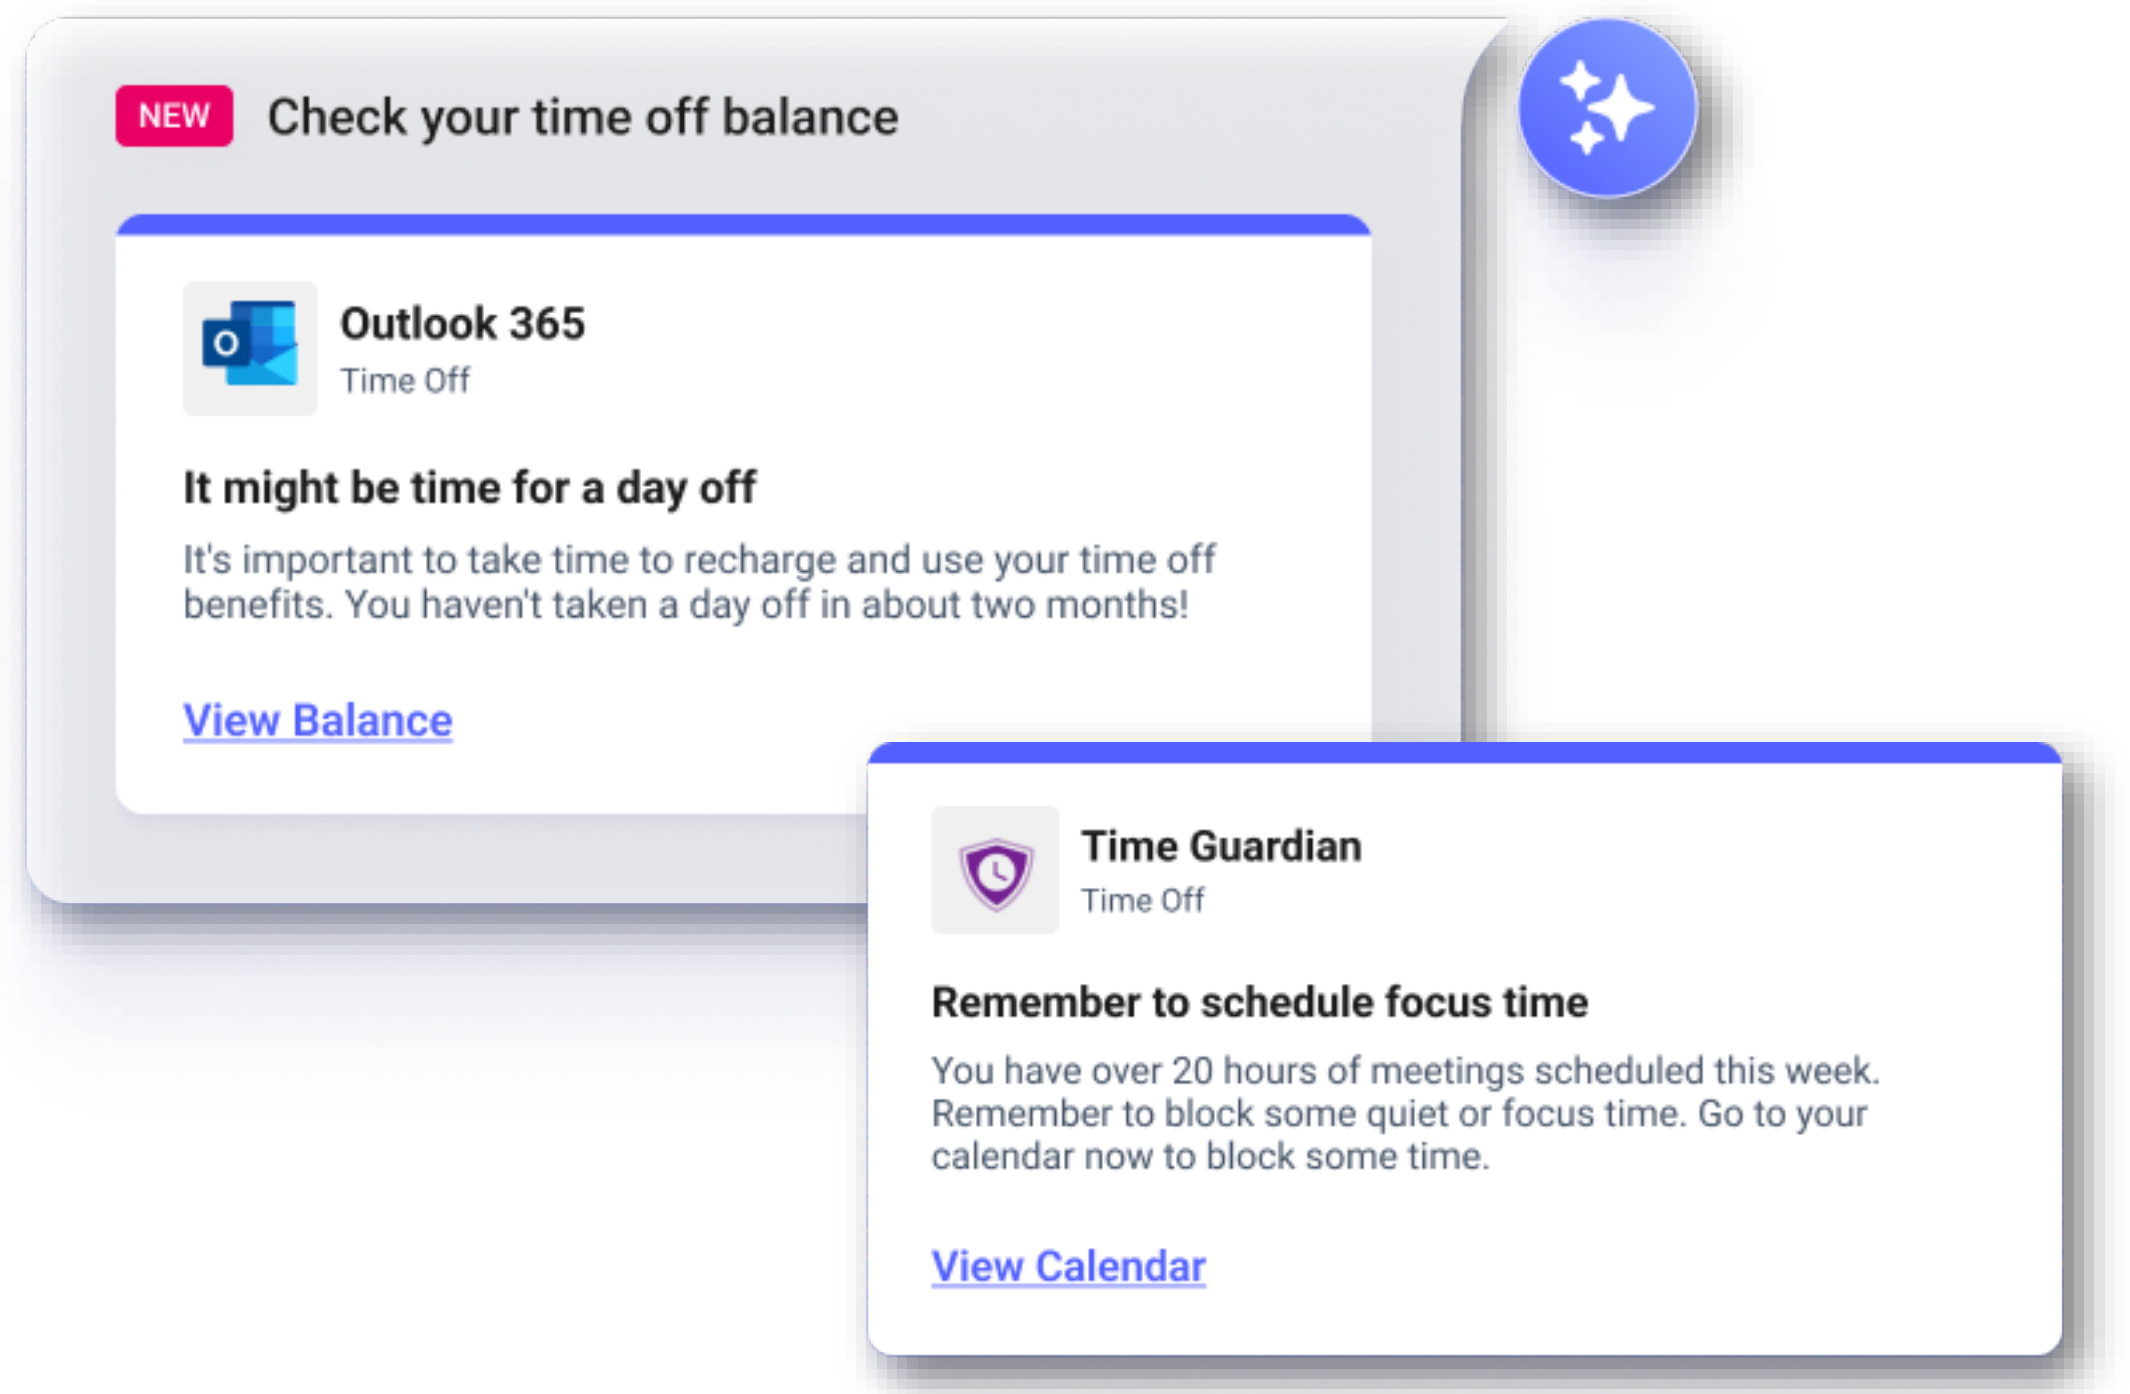 NEW Check your time off balance
O
Outlook 365
Time Off
It might be time for a day off
It's important to take time to recharge and use your time off
benefits. You haven't taken a day off in about two months!
View Balance
Time Guardian
Time Off
Remember to schedule focus time
You have over 20 hours of meetings scheduled this week.
Remember to block some quiet or focus time. Go to your
calendar now to block some time.
View Calendar